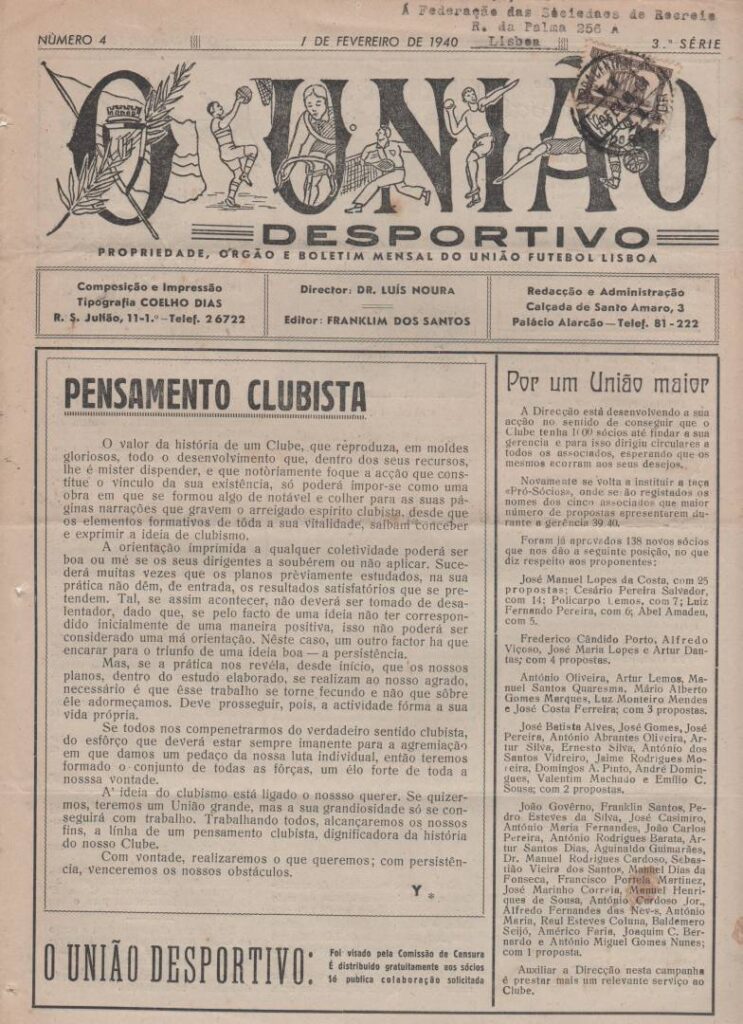 Á Federação das Sociedaes de Recreio
R. da Palma 256 A
Lisboa
NÚMERO 4
1 DE FEVEREIRO DE 1940
3.ª SÉRIE
O UNIÃO
DESPORTIVO
PROPRIEDADE, ORGÃO E BOLETIM MENSAL DO UNIÃO FUTEBOL LISBOA
Composição e Impressão
Tipografia COELHO DIAS
R. S. Julião, 11-1.º - Telef. 26722
Director: DR. LUÍS NOURA
Editor: FRANKLIM DOS SANTOS
Redacção e Administração
Calçada de Santo Amaro, 3
Palácio Alarcão — Telef. 81-222
PENSAMENTO CLUBISTA
O valor da história de um Clube, que reproduza, em moldes
gloriosos, todo o desenvolvimento que, dentro dos seus recursos,
lhe é mister dispender, e que notòriamente foque a acção que cons-
titue o vínculo da sua existência, só poderá impor-se como uma
obra em que se formou algo de notável e colher para as suas pá-
ginas narrações que gravem o arreigado espírito clubista, desde que
os elementos formativos de tôda a sua vitalidade, saibam conceber
e exprimir a ideia de clubismo.
A orientação imprimida a qualquer coletividade poderá ser
boa ou mé se os seus dirigentes a soubérem ou não aplicar. Suce-
derá muitas vezes que os planos prèviamente estudados, na sua
prática não dêm, de entrada, os resultados satisfatórios que se pre-
tendem. Tal, se assim acontecer, não deverá ser tomado de desa-
lentador, dado que, se pelo facto de uma ideia não ter correspon-
dido inicialmente de uma maneira positiva, isso não poderá ser
considerado uma má orientação. Nêste caso, um outro factor ha que
encarar para o triunfo de uma ideia boa — a persistência.
Mas, se a prática nos revéla, desde início, que os nossos
planos, dentro do estudo elaborado, se realizam ao nosso agrado,
necessário é que êsse trabalho se torne fecundo e não que sôbre
êle adormeçamos. Deve prosseguir, pois, a actividade fórma a sua
vida própria.
Se todos nos compenetrarmos do verdadeiro sentido clubista,
do esfôrço que deverá estar sempre imanente para a agremiação
em que damos um pedaço da nossa luta individual, então teremos
formado o conjunto de todas as fôrças, um élo forte de toda a
nosssa vontade.
A' ideia do clubismo está ligado o nossso querer. Se quizer-
mos, teremos um União grande, mas a sua grandiosidade só se con-
seguirá com trabalho. Trabalhando todos, alcançaremos os nossos
fins, a línha de um pensamento clubista, dignificadora da história
do nosso Clube.
Com vontade, realizaremos o que queremos; com persistên-
cia, venceremos os nossos obstáculos.
Y *
O UNIÃO DESPORTIVO:
Foi visado pela Comissão de Censura
É distribuido gratuitamente aos sócios
Só publica colaboração solicitada
Por um União maior
A Direcção está desenvolvendo a sua
acção no sentido de conseguir que o
Clube tenha 1000 sócios até findar a sua
gerencia e para isso dirigiu circulares a
todos os associados, esperando que os
mesmos acorram aos seus desejos.
Novamente se volta a instituir a taça
«Pró-Sócios», onde se ão registados os
nomes dos cinco associados que maior
número de propostas apresentarem du-
rante a gerência 39 40.
Foram já aprovados 138 novos sócios
que nos dão a seguinte posição, no que
diz respeito aos proponentes:
José Manuel Lopes da Costa, com 25
propostas; Cesário Pereira Salvador,
com 14; Policarpo Lemos, com 7; Luiz
Fernando Pereira, com 6; Abel Amadeu,
com 5.
Frederico Cândido Porto, Alfredo
Viçoso, José Maria Lopes e Artur Dan-
tas; com 4 propostas.
António Oliveira, Artur Lemos, Ma-
nuel Santos Quaresma, Mário Alberto
Gomes Marques, Luz Monteiro Mendes
e José Costa Ferreira; com 3 propostas.
José Batista Alves, José Gomes, José
Pereira, António Abrantes Oliveira, Ar-
tur Silva, Ernesto Silva, António dos
Santos Vidreiro, Jaime Rodrigues Mo-
reira, Domingos A. Pinto, André Domin-
gues, Valentim Machado e Emílio C.
Sousa; com 2 propostas.
João Govêrno, Franklin Santos, Pe-
dro Esteves da Silva, José Casimiro,
António Maria Fernandes, João Carlos
Pereira, António Rodrigues Barata, Ar-
tur Santos Dias, Aguinaldo Guimarães,
Dr. Manuel Rodrigues Cardoso, Sebas-
tião Vieira dos Santos, Manuel Dias da
Fonseca, Francisco Portela Martinez,
José Marinho Correia, Manuel Henri-
ques de Sousa, António Cardoso Jor.,
Alfredo Fernandes das Nev-s, António
Maria, Raul Esteves Coluna, Baldemero
Seijó, Américo Faria, Joaquim C. Ber-
nardo e António Miguel Gomes Nunes;
com 1 proposta.
Auxiliar a Direcção nesta campanha
é prestar mais um relevante serviço ao
Clube.